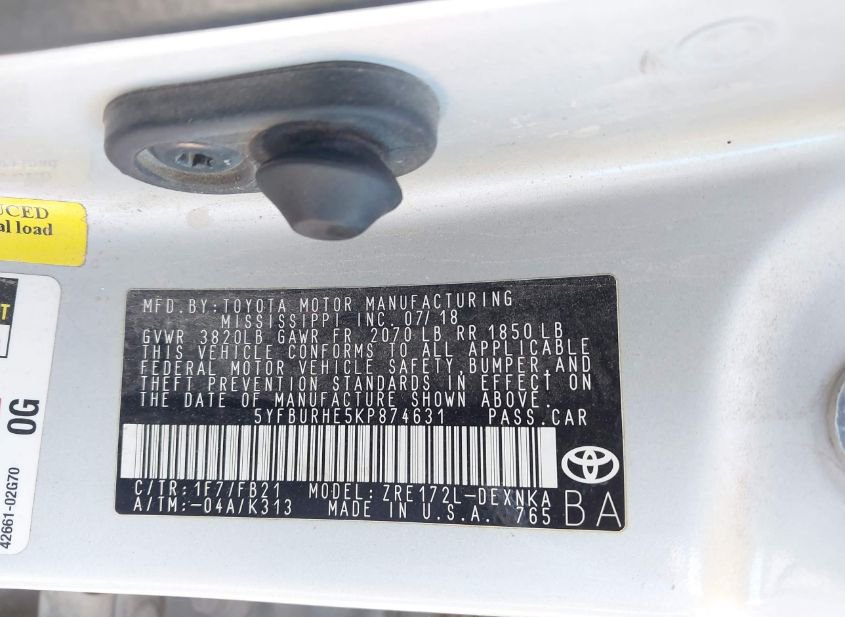 UCED
al load
T
0G
42661-02G70
MFD.BY:TOYOTA MOTOR MANUFACTURING
MISSISSIPPI INC. 07/18
GVWR 3820LB GAWR FR 2070 LB RR 1850 LB
THIS VEHICLE CONFORMS TO ALL APPLICABLE
FEDERAL MOTOR VEHICLE SAFETY,BUMPER,AND
THEFT PREVENTION STANDARDS IN EFFECT ON
THE DATE OF MANUFACTURE SHOWN ABOVE.
5YFBURHE5KP874631 PASS.CAR
C/TR:1F7/FB21 MODEL:ZRE172L-DEXNKA
A/TM:-04A/K313 MADE IN U.S.A. 765 BA